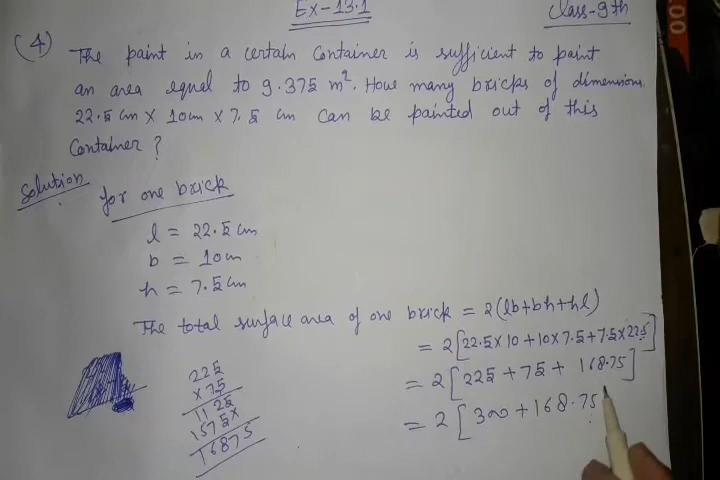 Ex-13.1
Class-9th
.00
(4) The paint in a certain container is sufficient to paint
an area equal to 9.375 m². How many bricks of dimensions
22.5 cm × 10cm × 7.5 cm can be painted out of this
Container ?
Solution
for one brick
l = 22.5 cm
b = 10cm
h = 7.5 cm
The total surface area of one brick = 2(lb+bh+hl)
= 2[22.5×10+10×7.5+7.5×22.5]
= 2[225+75+ 168.75]
= 2[300+168.75
225
×75
1125
1575×
16875